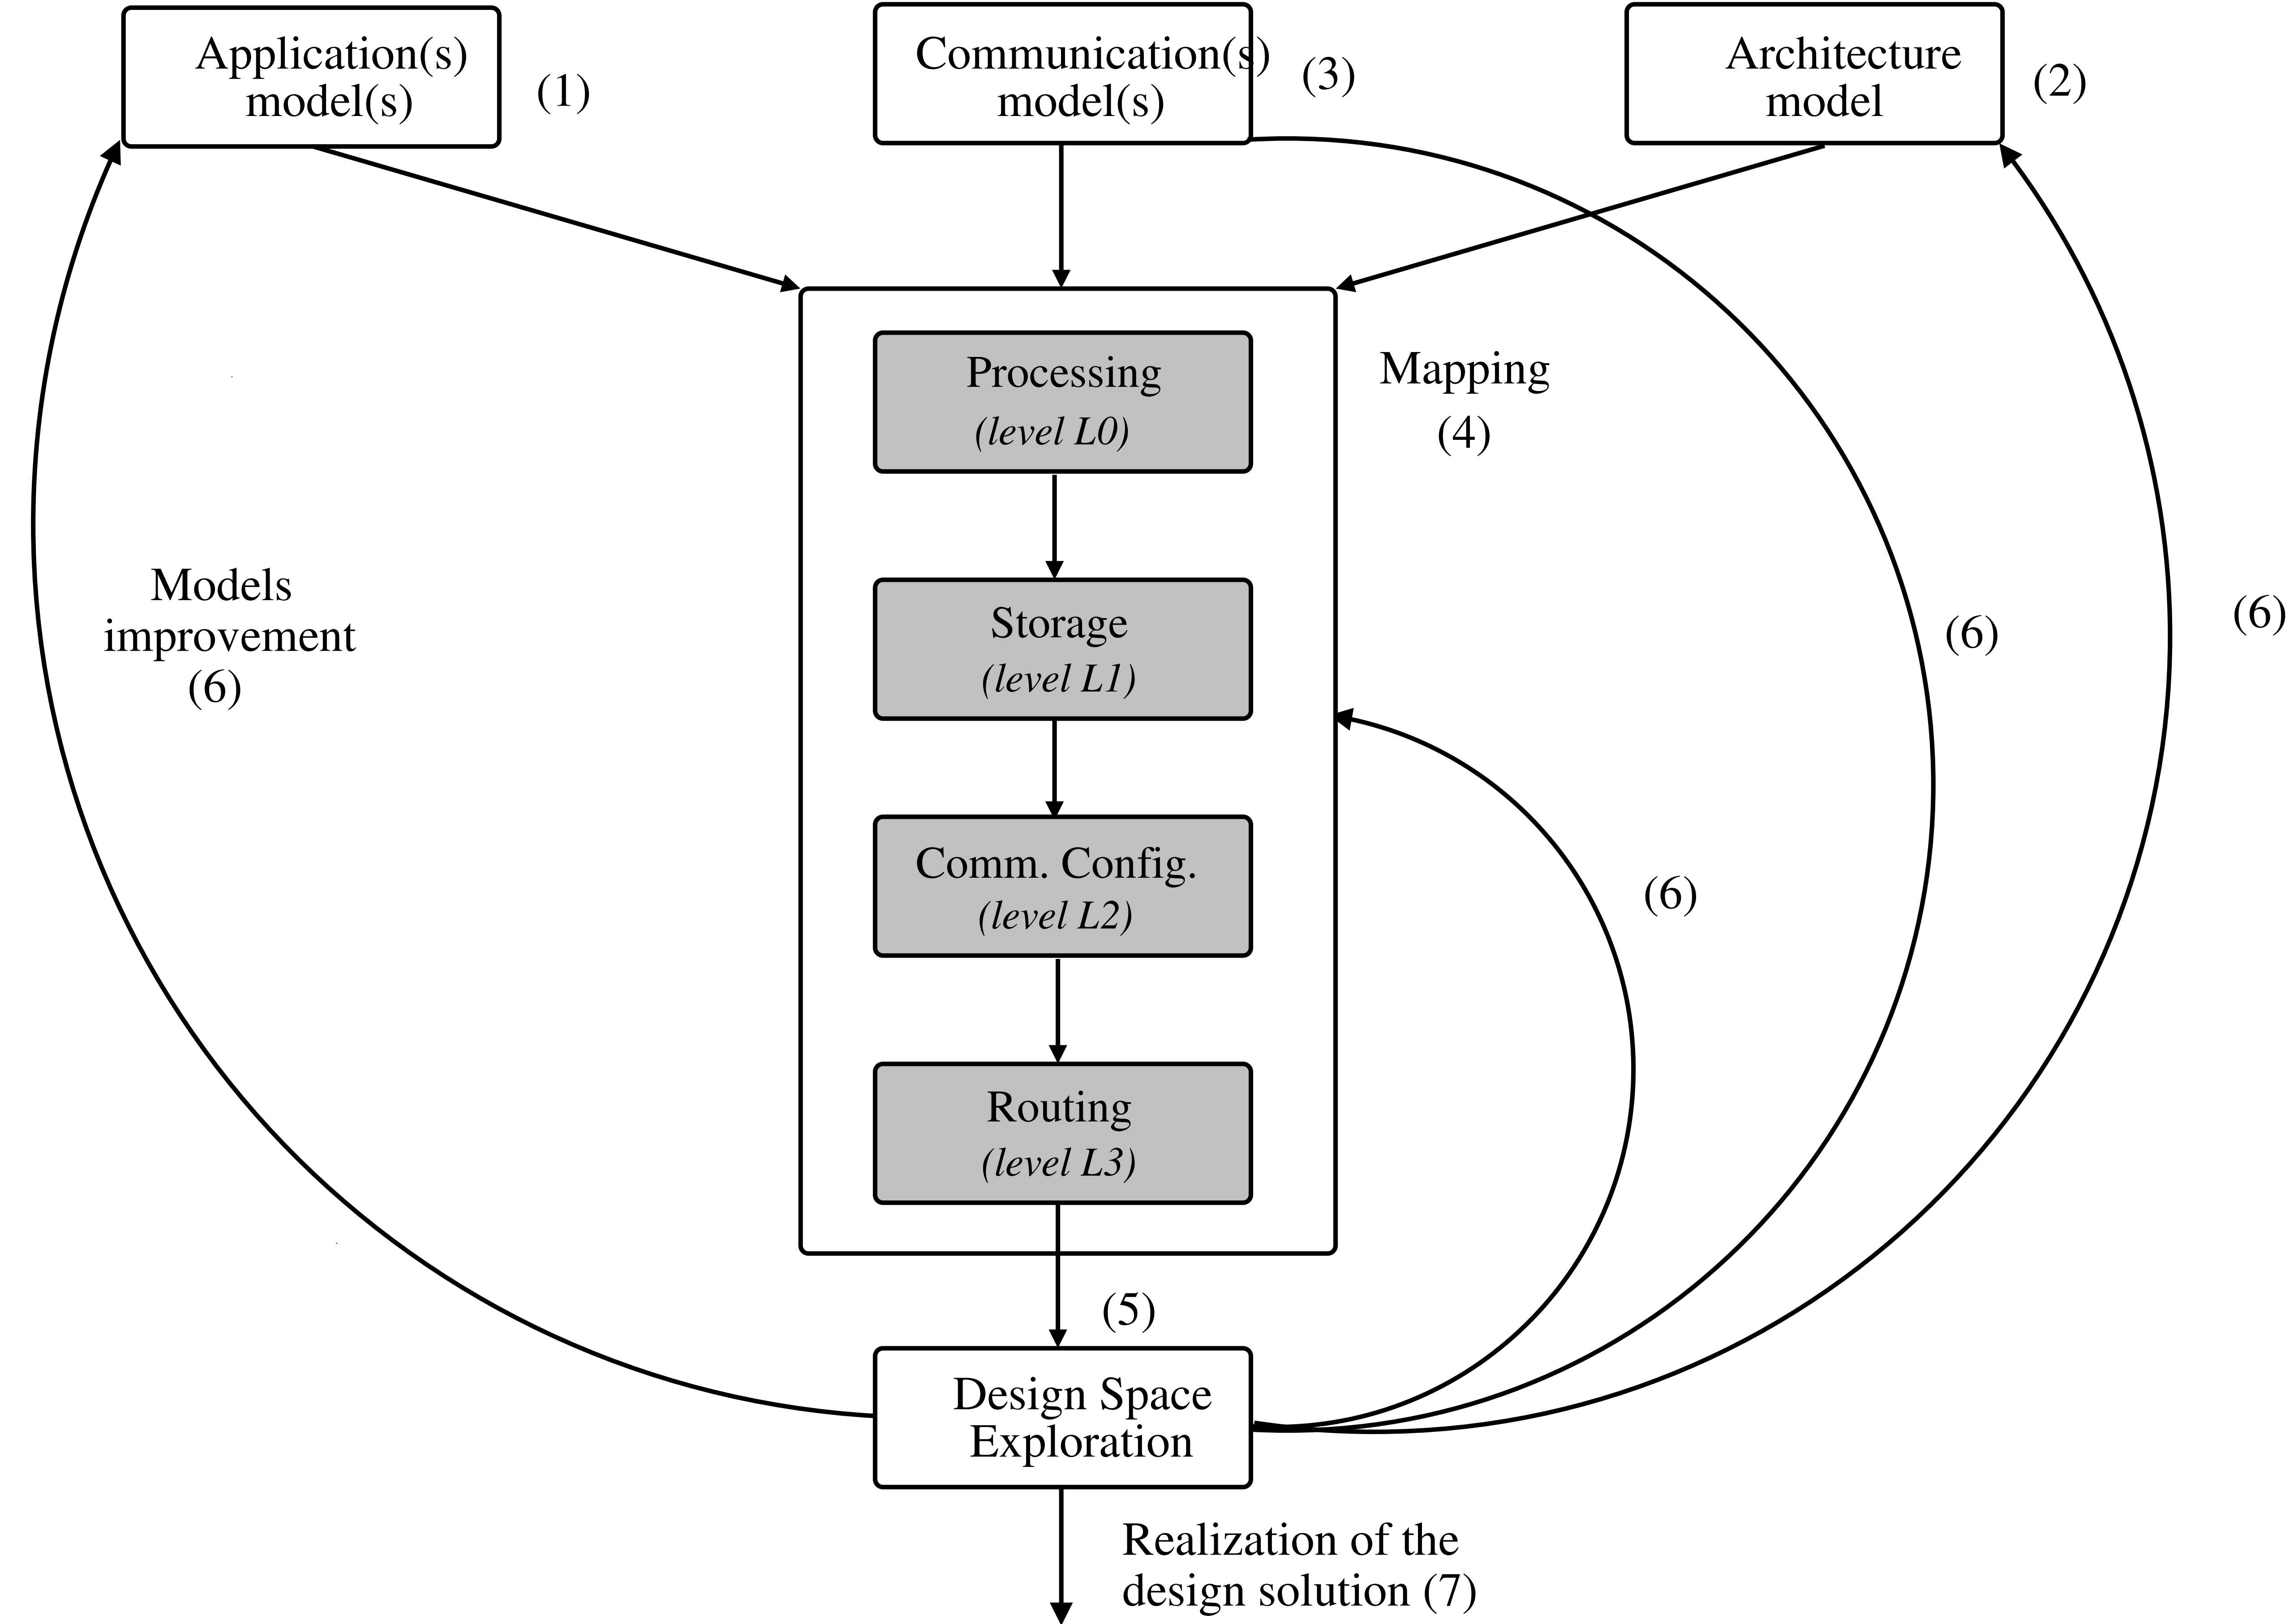 Application(s)
model(s)
(1)
Communication(s)
model(s)
(3)
Architecture
model
(2)
Processing
(level L0)
Mapping
(4)
Storage
(level L1)
Models
improvement
(6)
(6)
(6)
Comm. Config.
(level L2)
(6)
Routing
(level L3)
(5)
Design Space
Exploration
Realization of the
design solution (7)